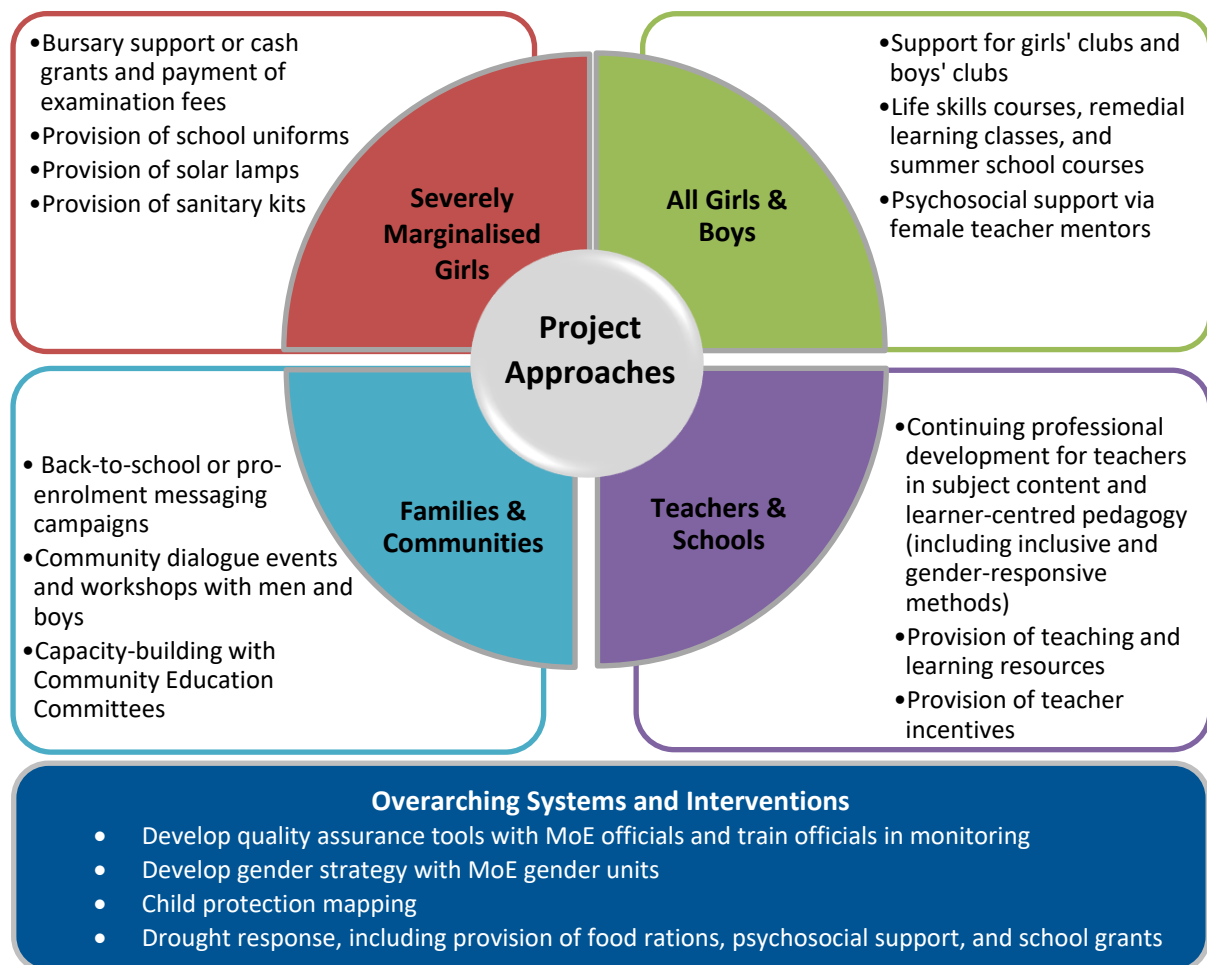 •Bursary support or cash
grants and payment of
examination fees
•Provision of school uniforms
•Provision of solar lamps
•Provision of sanitary kits
Severely
Marginalised
Girls
All Girls &
Boys
•Support for girls' clubs and
boys' clubs
•Life skills courses, remedial
learning classes, and
summer school courses
•Psychosocial support via
female teacher mentors
Project
Approaches
• Back-to-school or pro-
enrolment messaging
campaigns
•Community dialogue events
and workshops with men and
boys
•Capacity-building with
Community Education
Committees
Families &
Communities
Teachers &
Schools
•Continuing professional
development for teachers
in subject content and
learner-centred pedagogy
(including inclusive and
gender-responsive
methods)
•Provision of teaching and
learning resources
•Provision of teacher
incentives
Overarching Systems and Interventions
• Develop quality assurance tools with MoE officials and train officials in monitoring
• Develop gender strategy with MoE gender units
• Child protection mapping
• Drought response, including provision of food rations, psychosocial support, and school grants